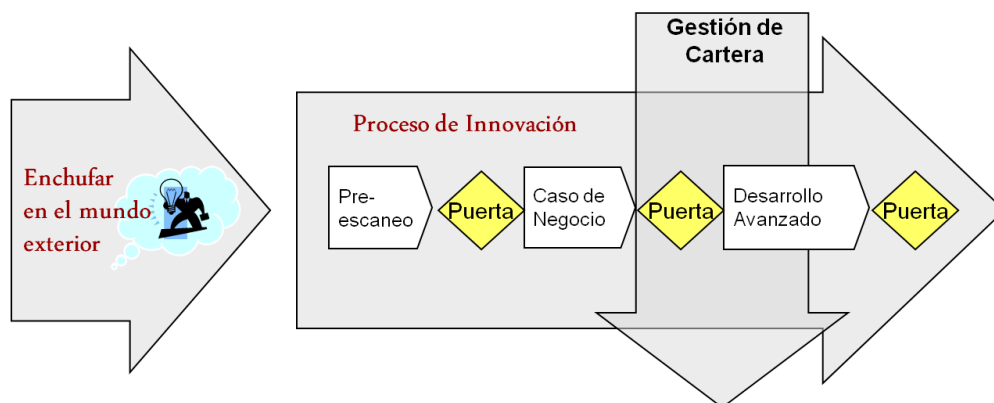 Gestión de
Cartera
Enchufar
en el mundo
exterior
Proceso de Innovación
Pre-
escaneo
Puerta
Caso de
Negocio
Puerta
Desarrollo
Avanzado
Puerta